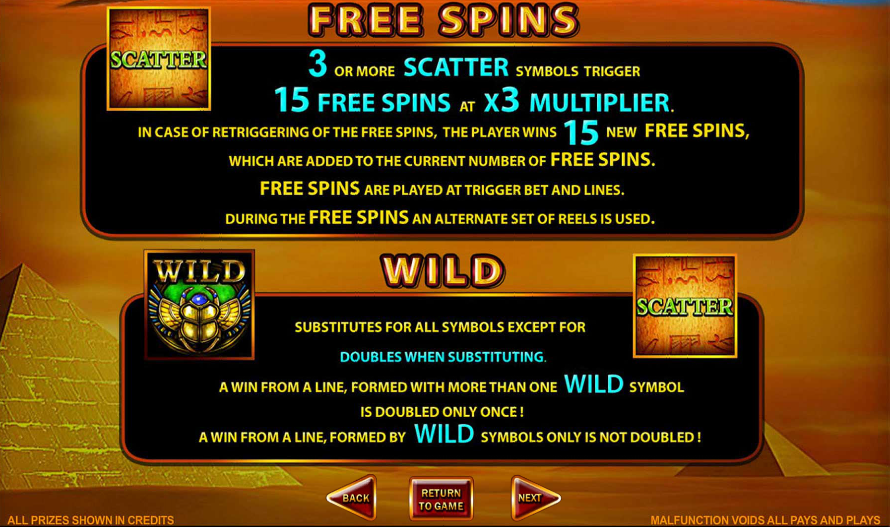 FREE SPINS
SCATTER
3 OR MORE SCATTER SYMBOLS TRIGGER
15 FREE SPINS AT X3 MULTIPLIER.
IN CASE OF RETRIGGERING OF THE FREE SPINS, THE PLAYER WINS 15 NEW FREE SPINS,
WHICH ARE ADDED TO THE CURRENT NUMBER OF FREE SPINS.
FREE SPINS ARE PLAYED AT TRIGGER BET AND LINES.
DURING THE FREE SPINS AN ALTERNATE SET OF REELS IS USED.
WILD
WILD
SCATTER
SUBSTITUTES FOR ALL SYMBOLS EXCEPT FOR
DOUBLES WHEN SUBSTITUTING.
A WIN FROM A LINE, FORMED WITH MORE THAN ONE WILD SYMBOL
IS DOUBLED ONLY ONCE !
A WIN FROM A LINE, FORMED BY WILD SYMBOLS ONLY IS NOT DOUBLED !
BACK
RETURN
TO GAME
NEXT
ALL PRIZES SHOWN IN CREDITS
MALFUNCTION VOIDS ALL PAYS AND PLAYS